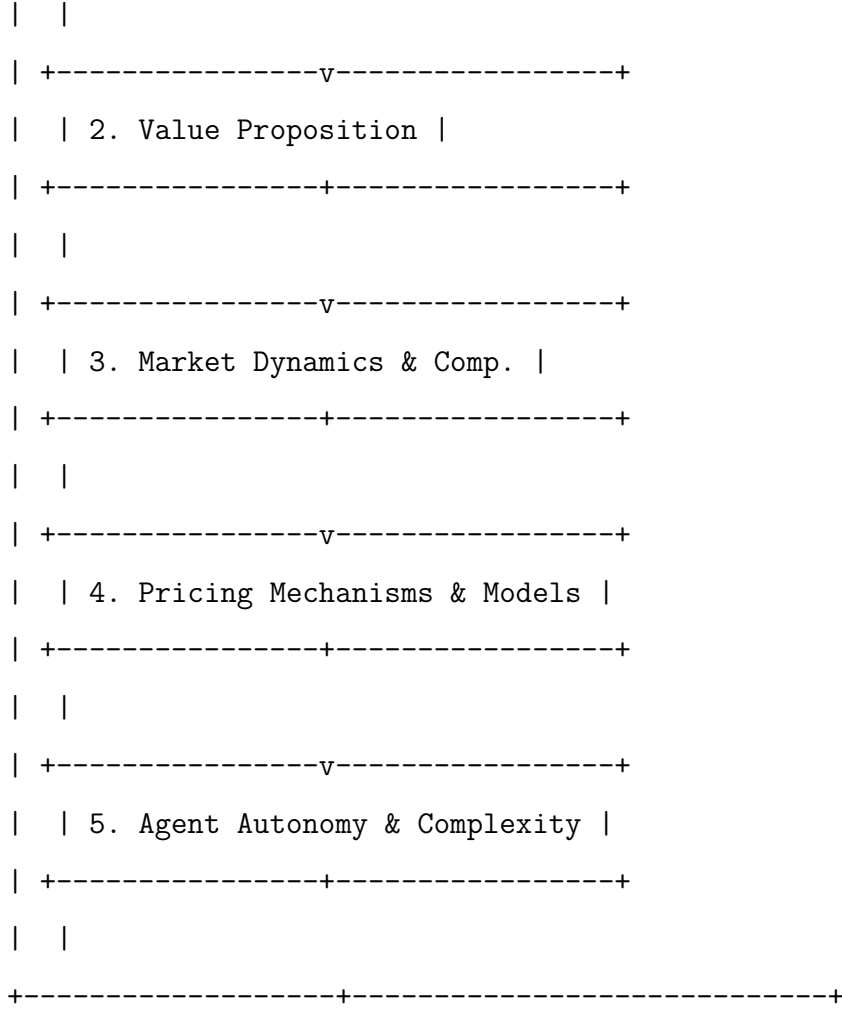 |  |
| +----------------v-----------------+
|  | 2. Value Proposition |
| +----------------+-----------------+
|  |
| +----------------v-----------------+
|  | 3. Market Dynamics & Comp. |
| +----------------+-----------------+
|  |
| +----------------v-----------------+
|  | 4. Pricing Mechanisms & Models |
| +----------------+-----------------+
|  |
| +----------------v-----------------+
|  | 5. Agent Autonomy & Complexity |
| +----------------+-----------------+
|  |
+-------------------+-----------------------------+